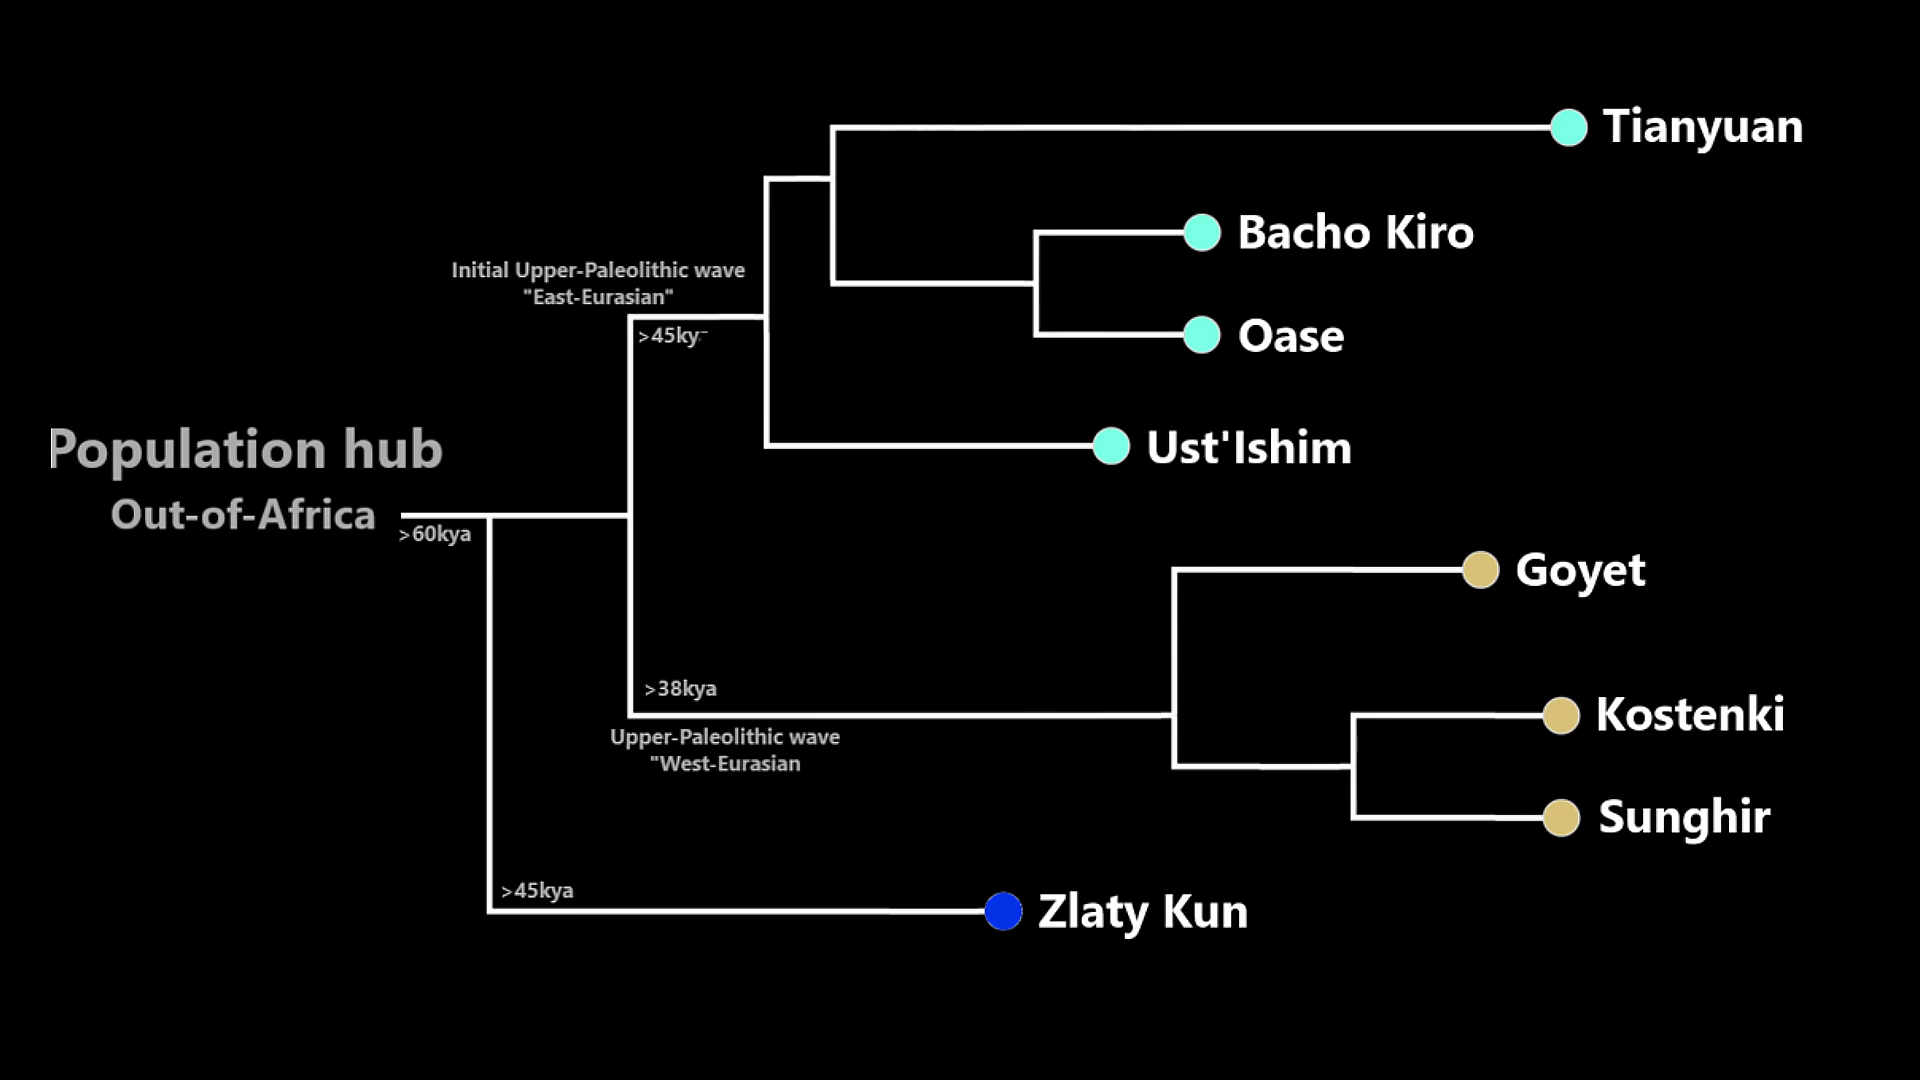 Tianyuan
Bacho Kiro
Initial Upper-Paleolithic wave
"East-Eurasian"
>45ky
Oase
Population hub
Ust'Ishim
Out-of-Africa
>60kya
Goyet
>38kya
Kostenki
Upper-Paleolithic wave
"West-Eurasian
Sunghir
>45kya
Zlaty Kun